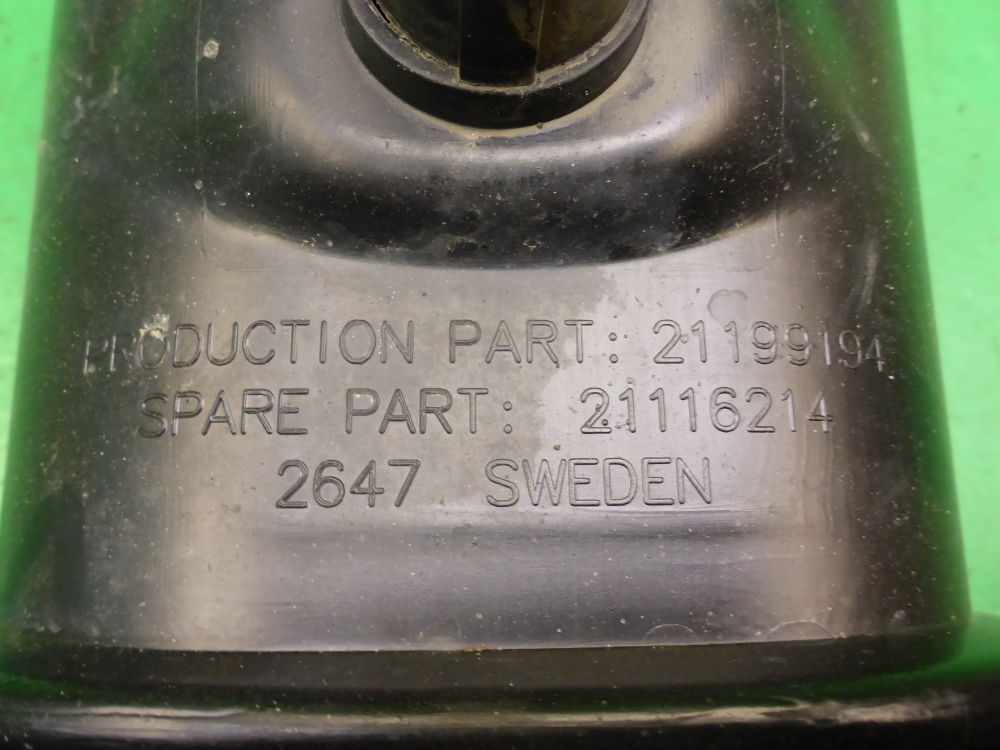 PRODUCTION PART: 21199194
SPARE PART: 21116214
2647 SWEDEN